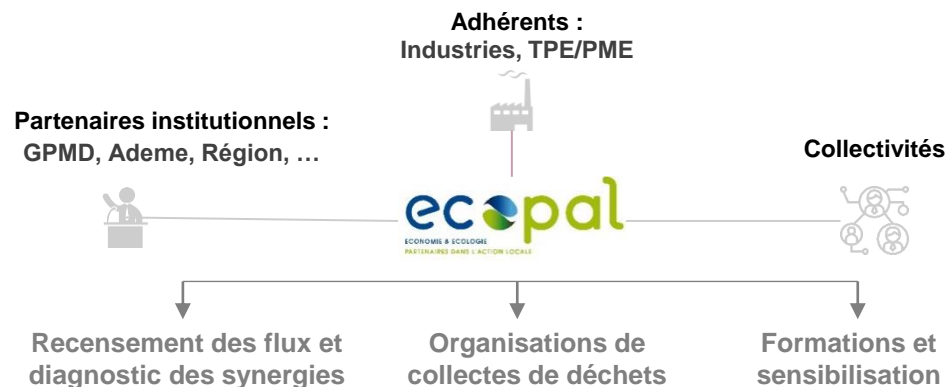 Adhérents :
Industries, TPE/PME
Partenaires institutionnels :
GPMD, Ademe, Région, …
Collectivités
ecopal
ECONOMIE & ECOLOGIE
PARTENAIRES DANS L'ACTION LOCALE
Recensement des flux et
diagnostic des synergies
Organisations de
collectes de déchets
Formations et
sensibilisation